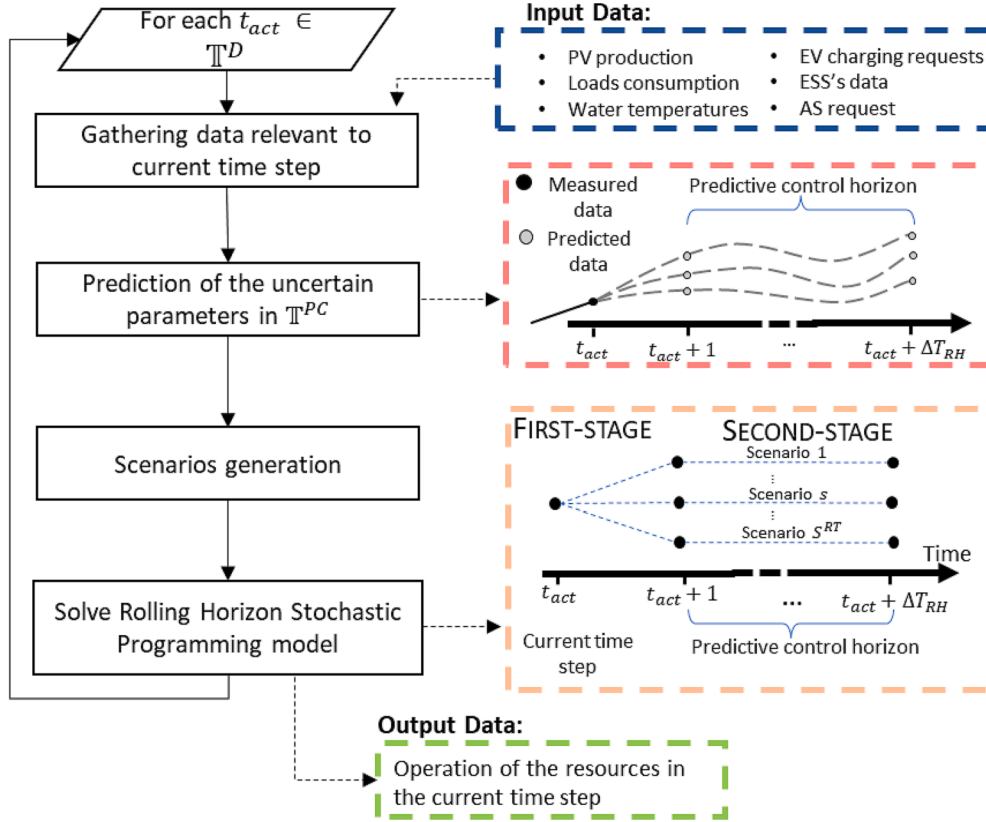 For each t_act ∈
𝕋^D
Gathering data relevant to
current time step
Prediction of the uncertain
parameters in 𝕋^PC
Scenarios generation
Solve Rolling Horizon Stochastic
Programming model
Input Data:
• PV production
• Loads consumption
• Water temperatures
• EV charging requests
• ESS's data
• AS request
Measured
data
Predicted
data
Predictive control horizon
t_act
t_act + 1
...
t_act + ΔT_RH
FIRST-STAGE
SECOND-STAGE
Scenario 1
⋮
Scenario s
⋮
Scenario S^RT
Time
t_act
t_act + 1
...
t_act + ΔT_RH
Current time
step
Predictive control horizon
Output Data:
Operation of the resources in
the current time step